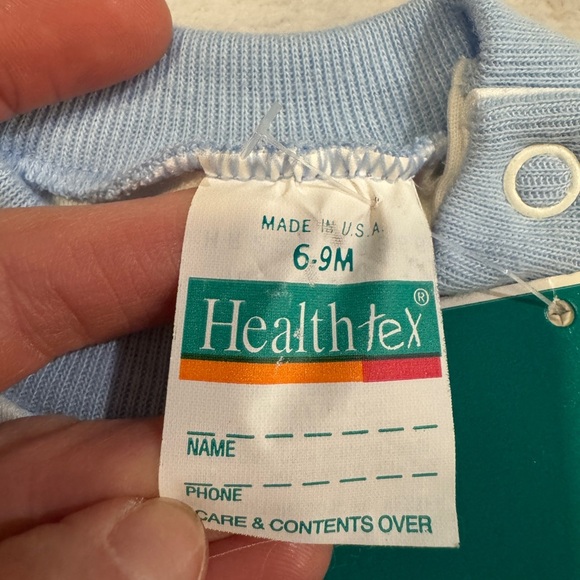 MADE IN U.S.A.
6-9M
Healthtex®
NAME
PHONE
CARE & CONTENTS OVER